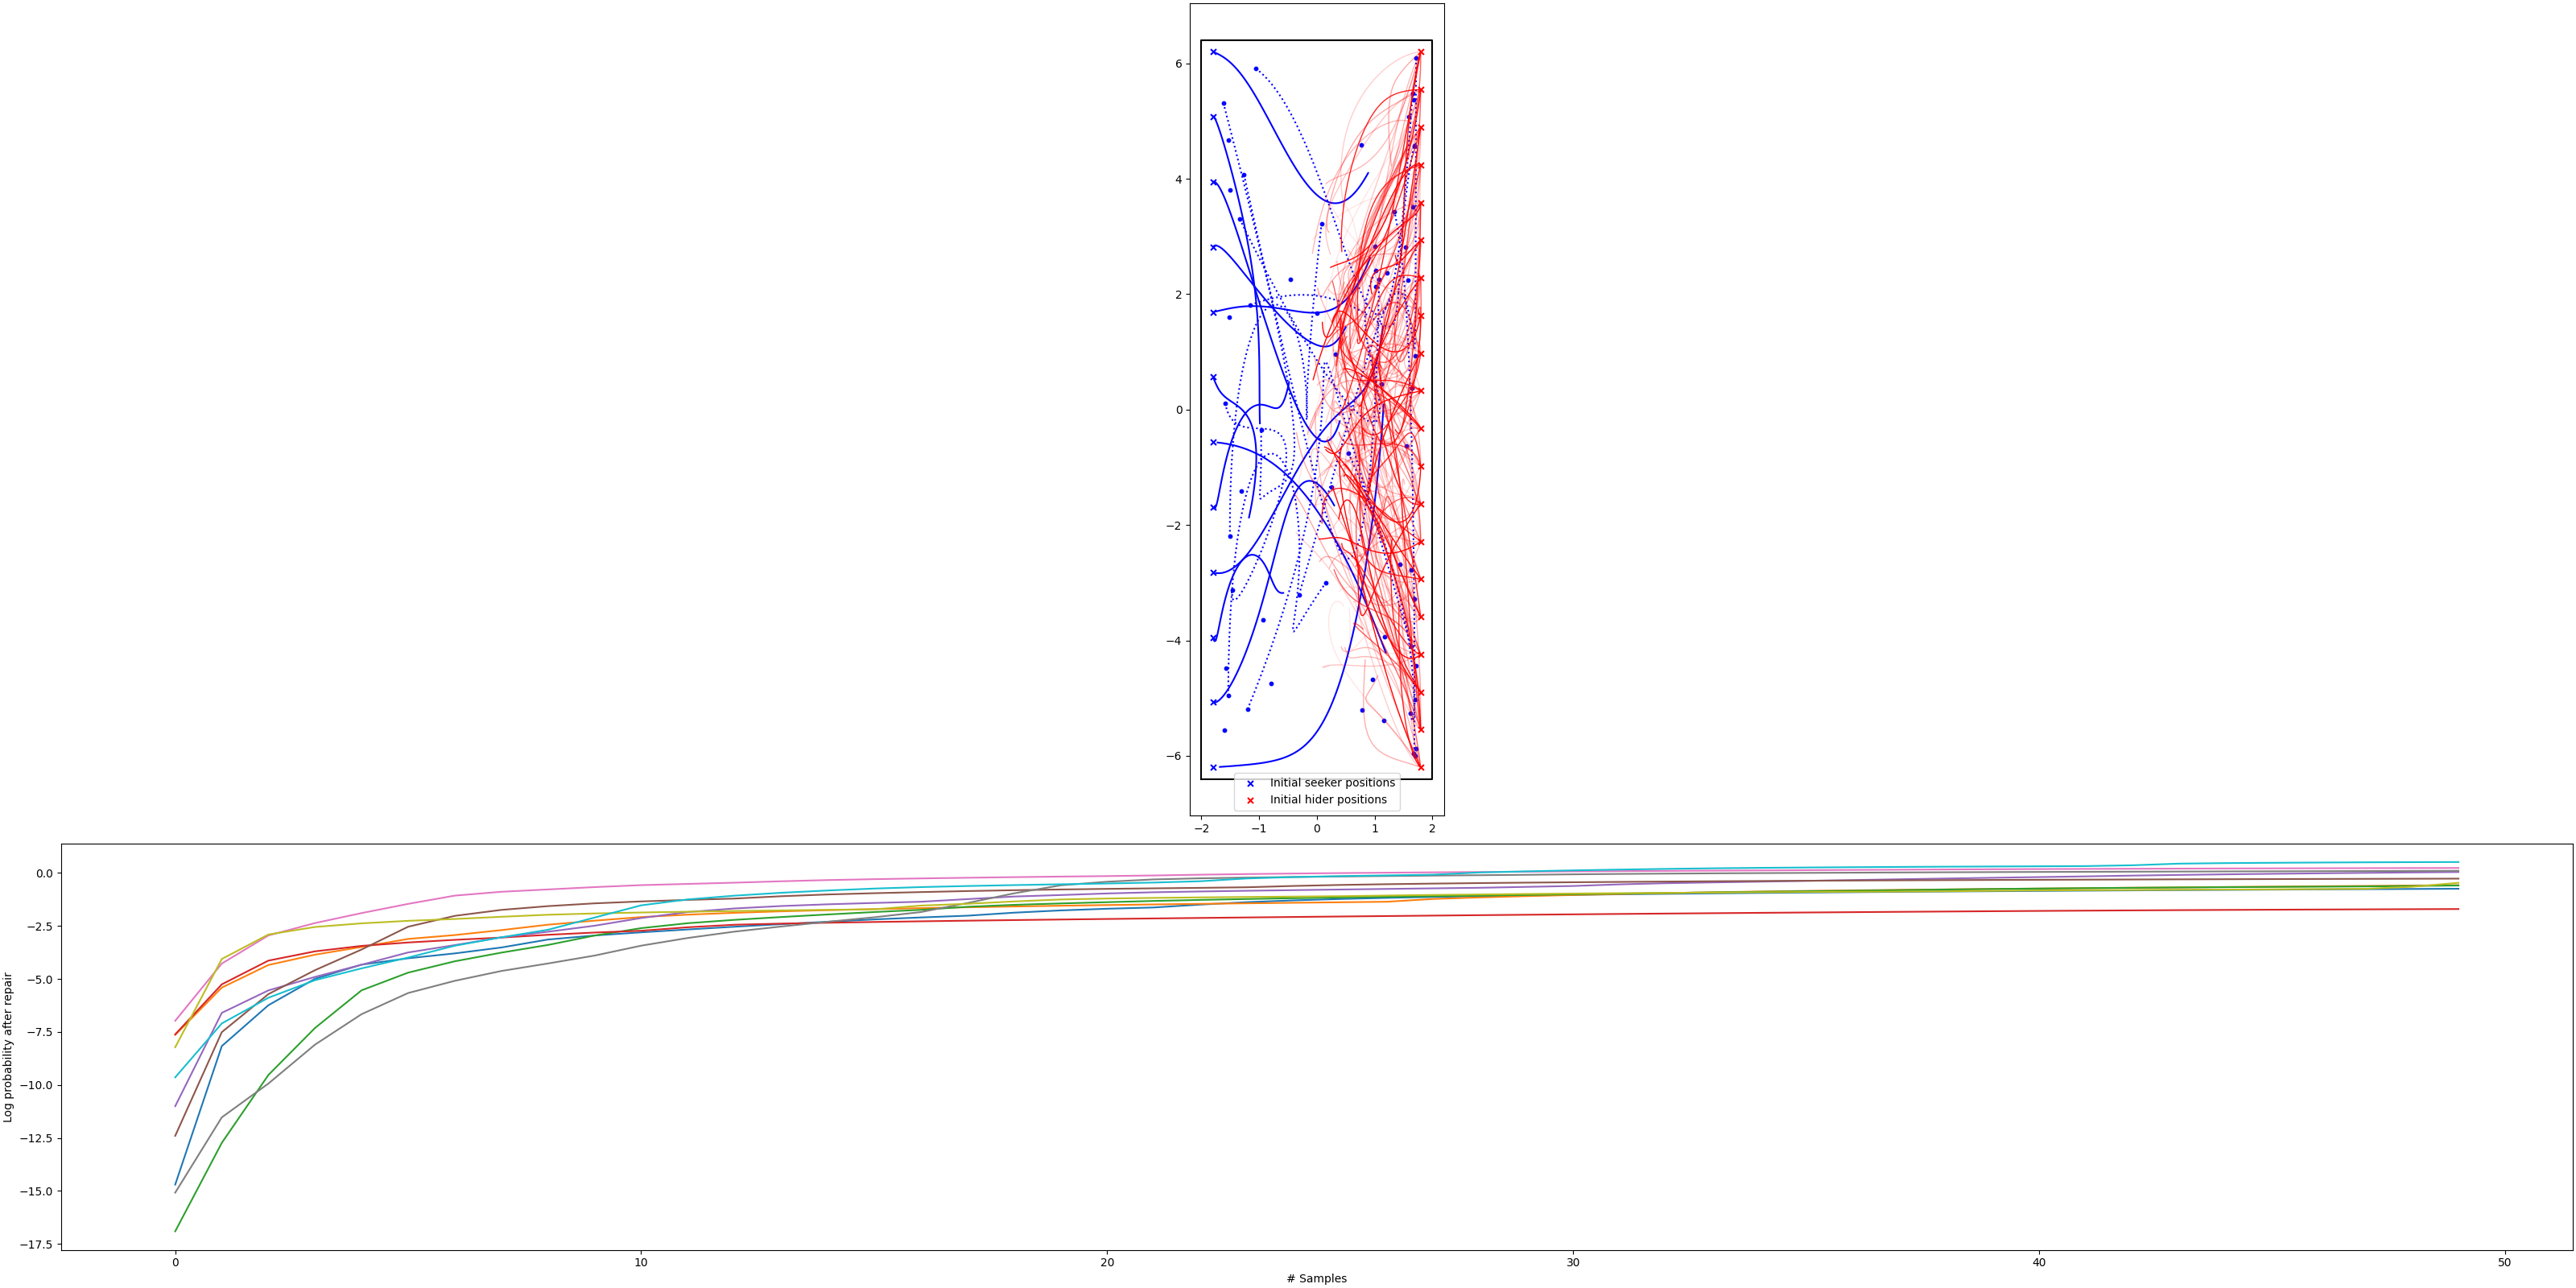 6
4
2
0
−2
−4
−6
Initial seeker positions
Initial hider positions
−2 −1 0 1 2
0.0
−2.5
−5.0
−7.5
−10.0
−12.5
−15.0
−17.5
Log probability after repair
0 10 20 30 40 50
# Samples